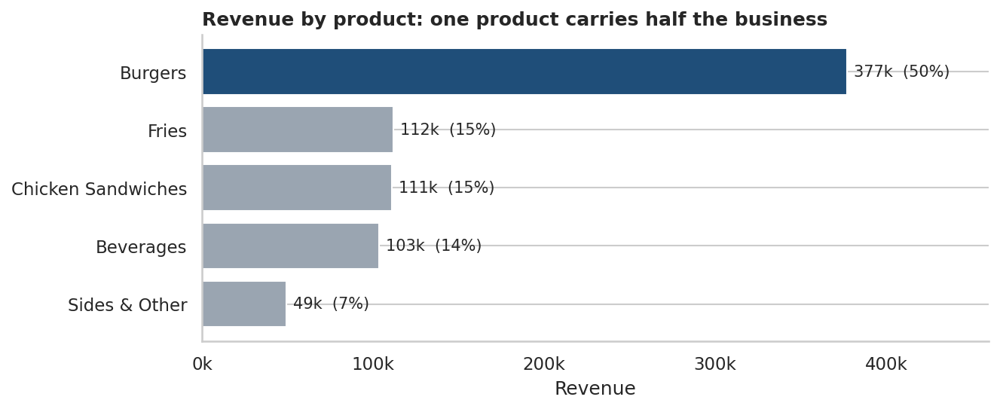 Revenue by product: one product carries half the business
Burgers 377k (50%)
Fries 112k (15%)
Chicken Sandwiches 111k (15%)
Beverages 103k (14%)
Sides & Other 49k (7%)
0k 100k 200k 300k 400k
Revenue